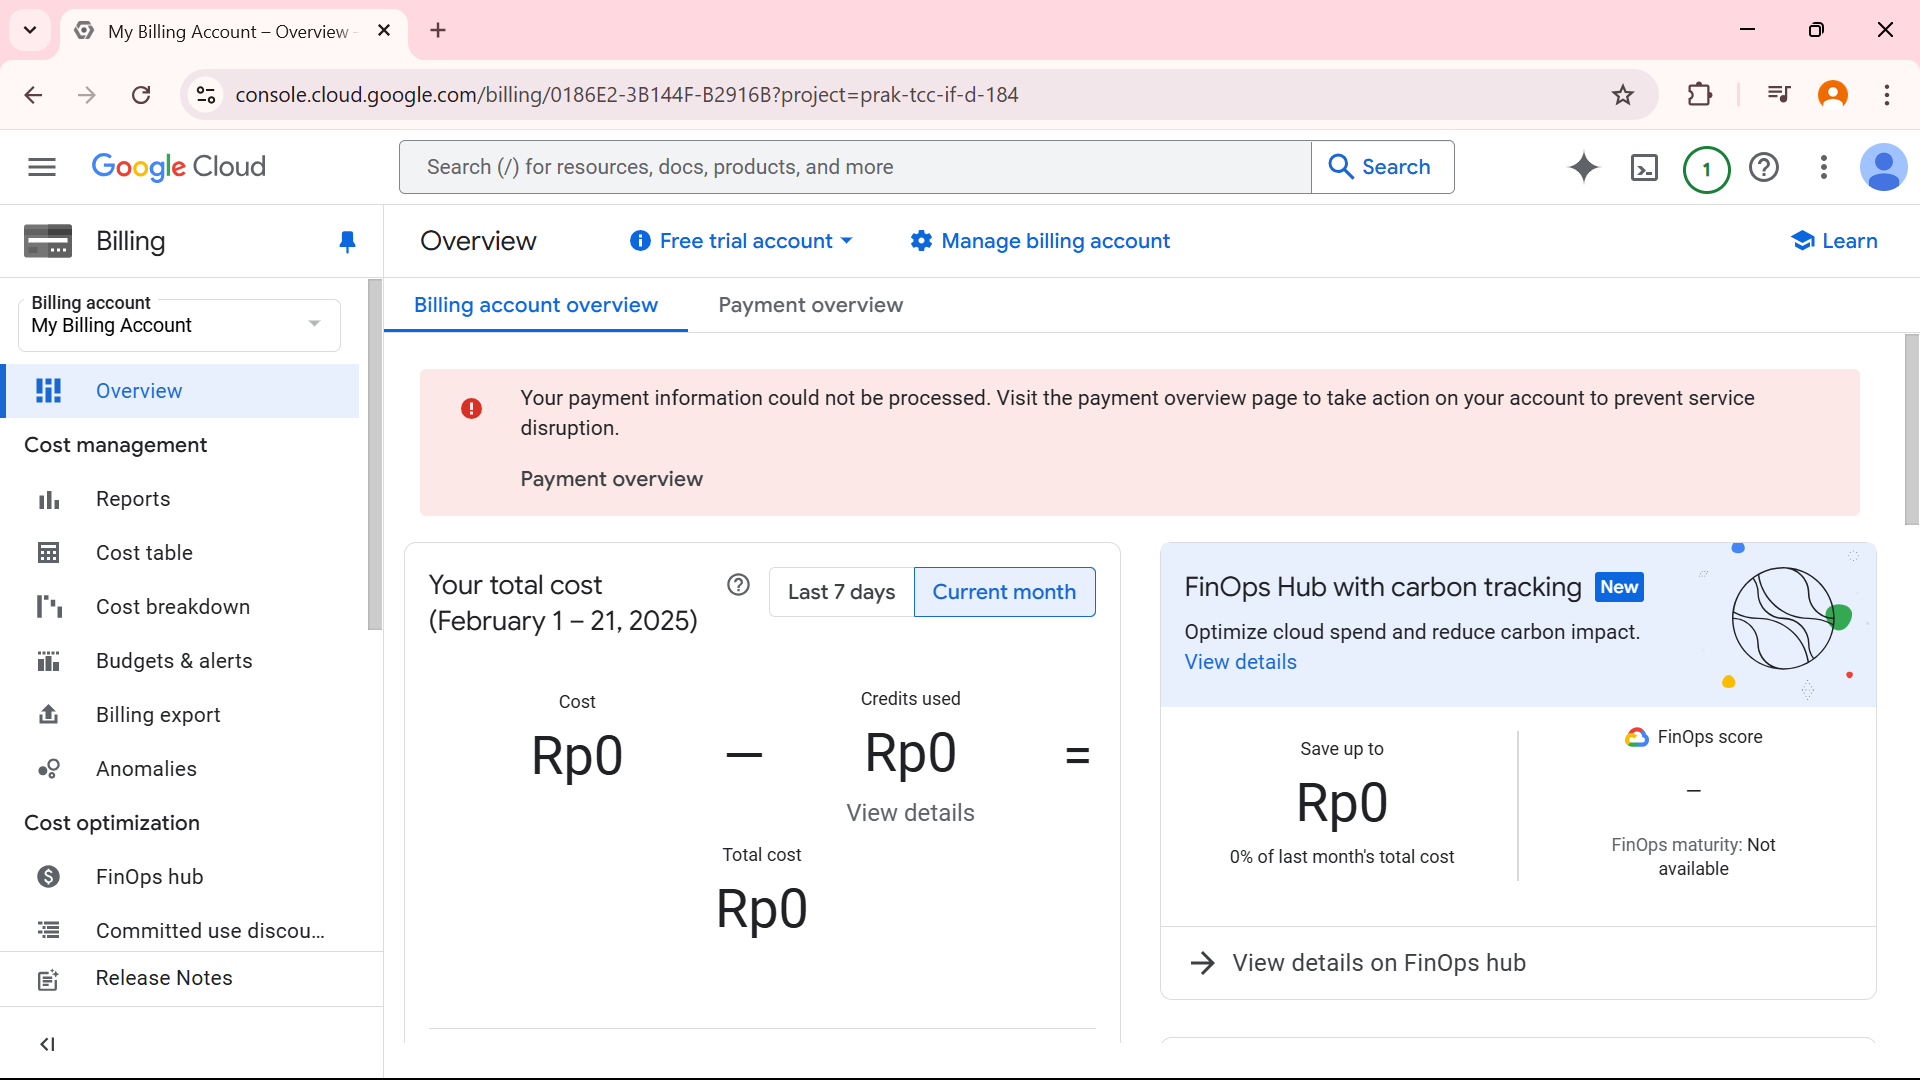 My Billing Account – Overview -
console.cloud.google.com/billing/0186E2-3B144F-B2916B?project=prak-tcc-if-d-184
Google Cloud
Search (/) for resources, docs, products, and more
Search
1
Billing
Overview
Free trial account
Manage billing account
Learn
Billing account
My Billing Account
Overview
Cost management
Reports
Cost table
Cost breakdown
Budgets & alerts
Billing export
Anomalies
Cost optimization
FinOps hub
Committed use discou...
Release Notes
Billing account overview
Payment overview
Your payment information could not be processed. Visit the payment overview page to take action on your account to prevent service
disruption.
Payment overview
Your total cost
(February 1 – 21, 2025)
Last 7 days
Current month
Cost
Rp0
—
Credits used
Rp0
View details
=
Total cost
Rp0
FinOps Hub with carbon tracking New
Optimize cloud spend and reduce carbon impact.
View details
Save up to
Rp0
0% of last month's total cost
FinOps score
–
FinOps maturity: Not
available
View details on FinOps hub